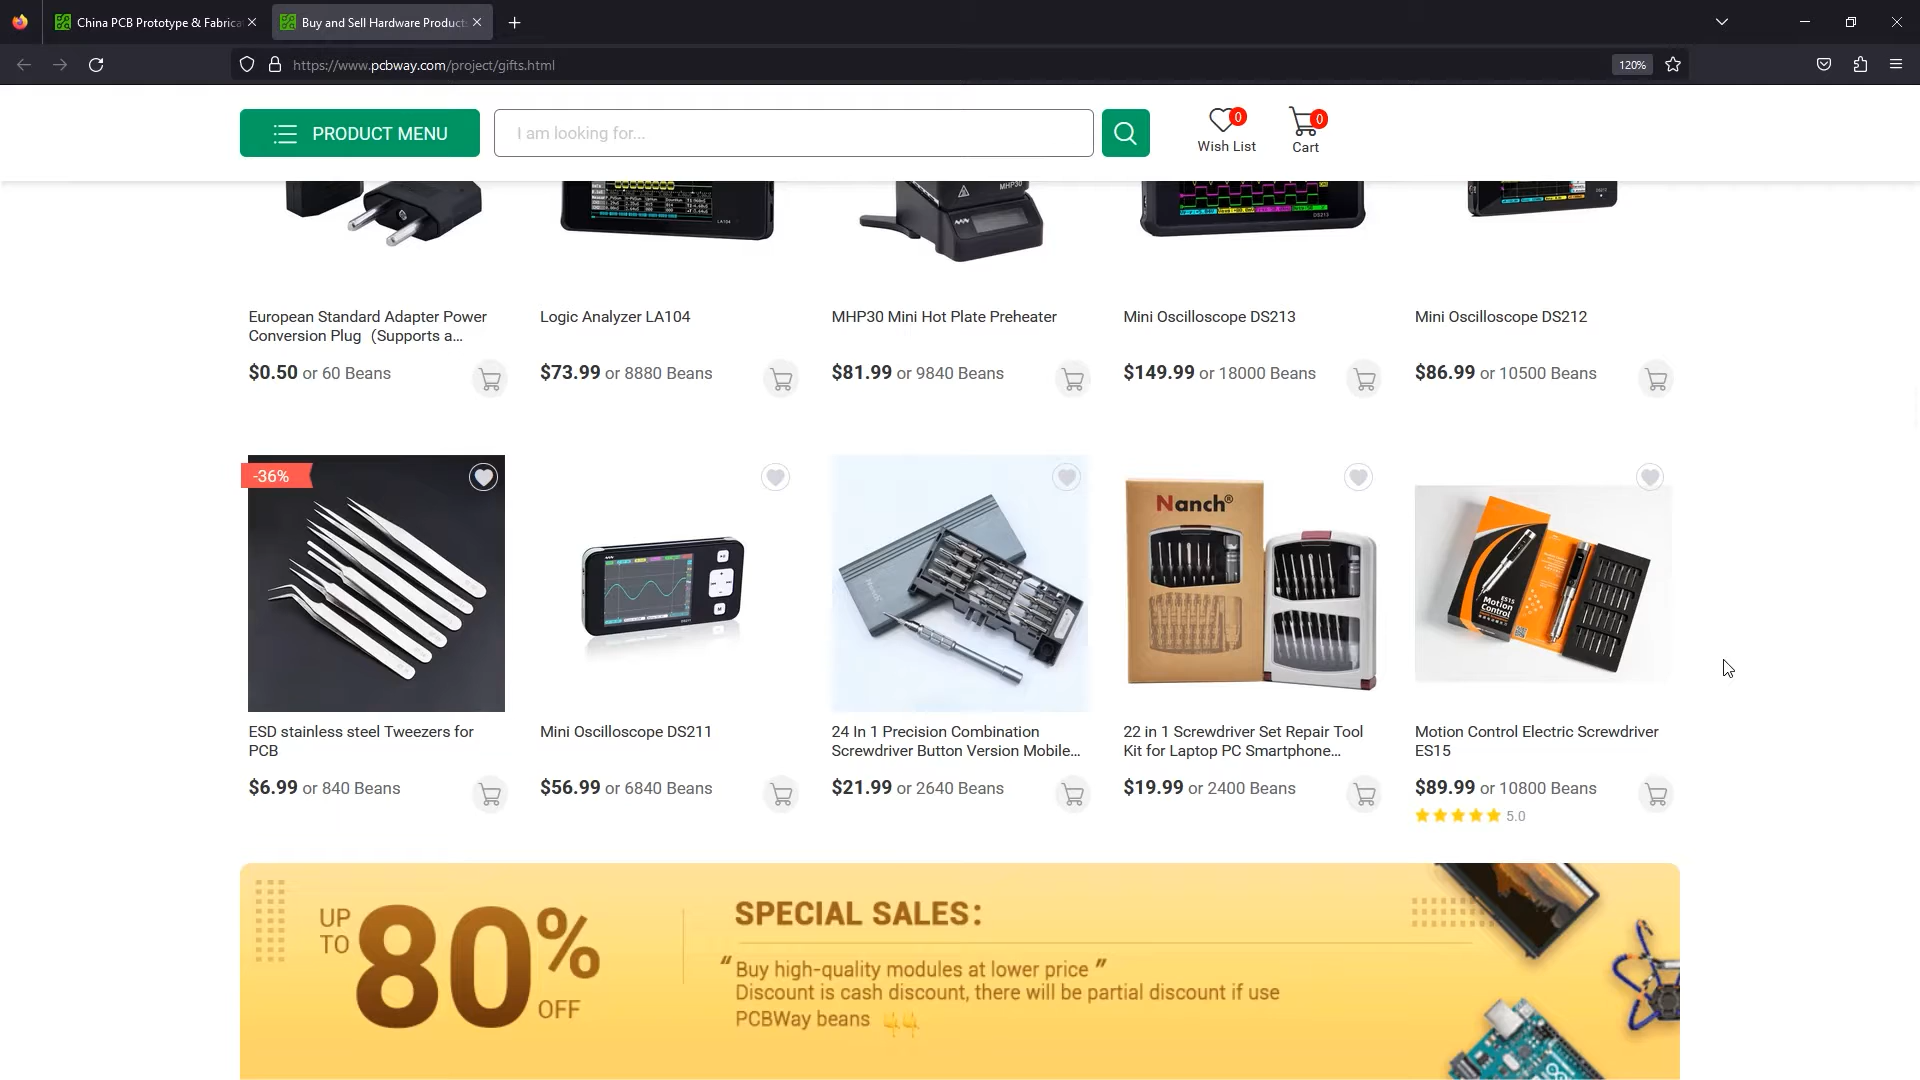 China PCB Prototype & Fabrica
Buy and Sell Hardware Product
https://www.pcbway.com/project/gifts.html
120%
PRODUCT MENU
I am looking for...
0
Wish List
0
Cart
LA104
MHP30
DS213
DS212
European Standard Adapter Power
Conversion Plug（Supports a...
$0.50 or 60 Beans
Logic Analyzer LA104
$73.99 or 8880 Beans
MHP30 Mini Hot Plate Preheater
$81.99 or 9840 Beans
Mini Oscilloscope DS213
$149.99 or 18000 Beans
Mini Oscilloscope DS212
$86.99 or 10500 Beans
-36%
Nanch®
ES15
Motion
Control
DS211
ESD stainless steel Tweezers for
PCB
$6.99 or 840 Beans
Mini Oscilloscope DS211
$56.99 or 6840 Beans
24 In 1 Precision Combination
Screwdriver Button Version Mobile...
$21.99 or 2640 Beans
22 in 1 Screwdriver Set Repair Tool
Kit for Laptop PC Smartphone...
$19.99 or 2400 Beans
Motion Control Electric Screwdriver
ES15
$89.99 or 10800 Beans
5.0
UP
TO
80%
OFF
SPECIAL SALES:
“ Buy high-quality modules at lower price ”
Discount is cash discount, there will be partial discount if use
PCBWay beans 👇👇